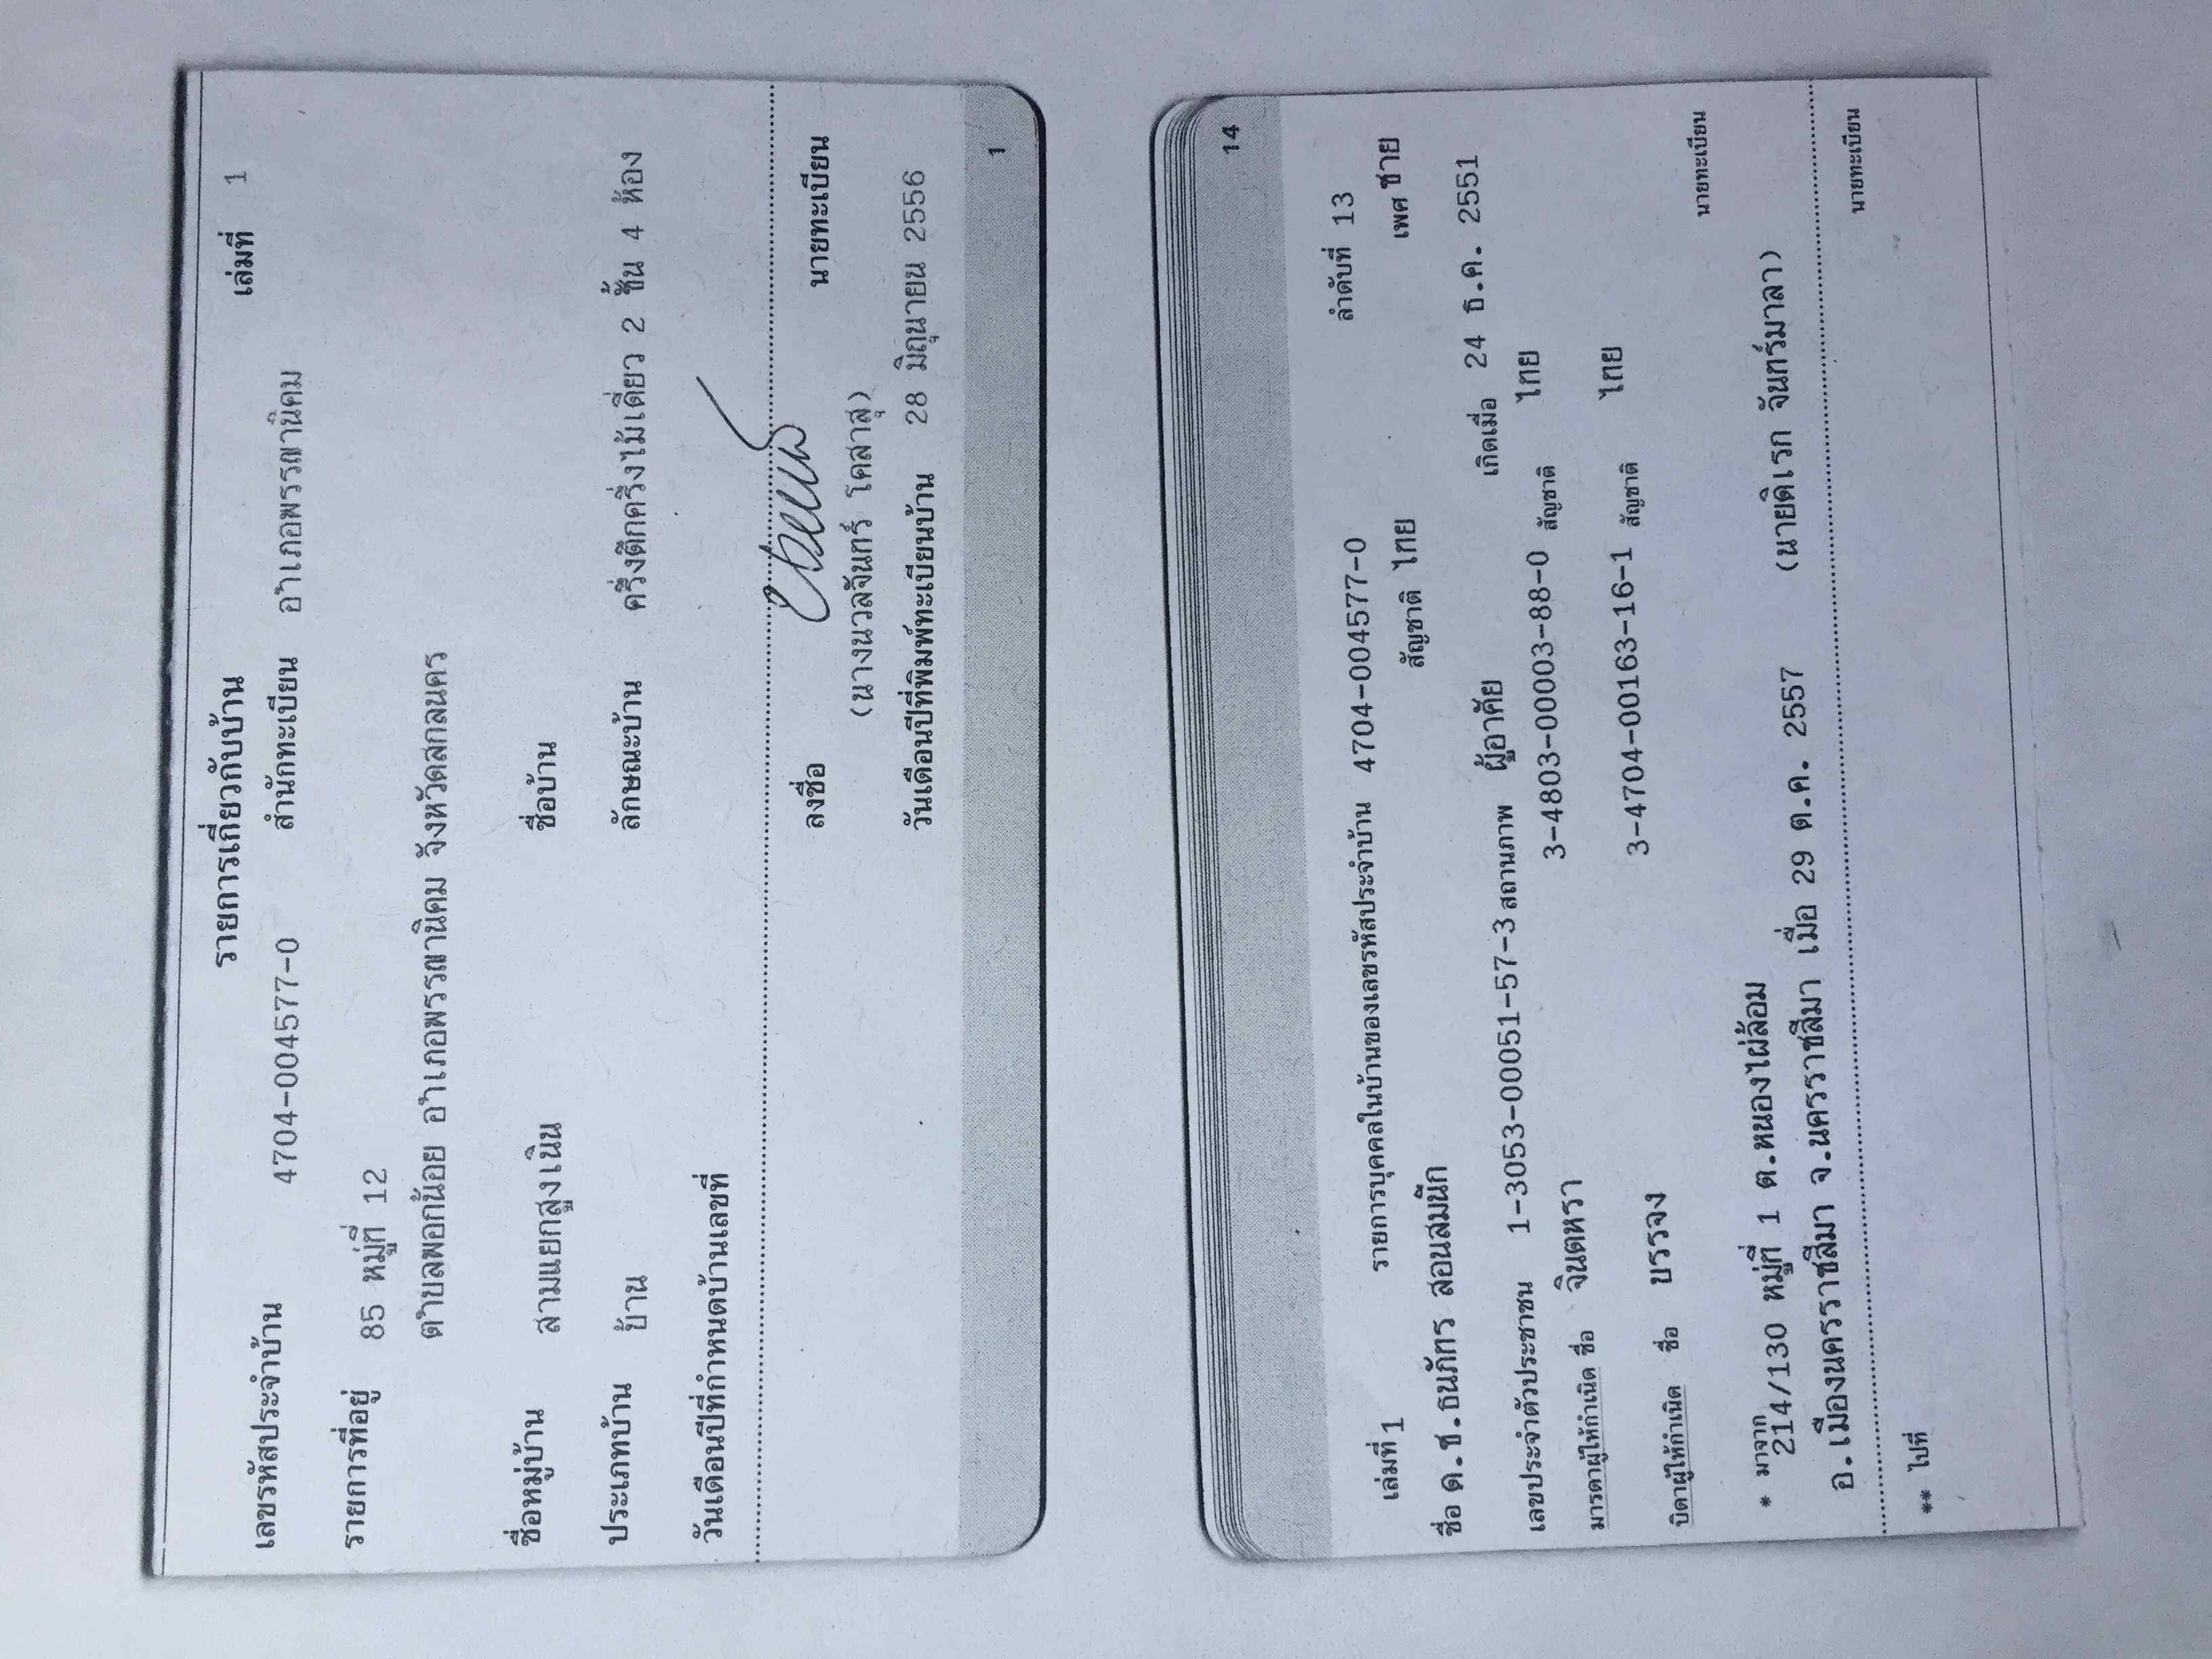 รายการเกี่ยวกับบ้าน เล่มที่ 1
เลขรหัสประจำบ้าน 4704-004577-0 สำนักทะเบียน อำเภอพรรณานิคม
รายการที่อยู่ 85 หมู่ที่ 12
ตำบลพอกน้อย อำเภอพรรณานิคม จังหวัดสกลนคร
ชื่อหมู่บ้าน สามแยกสูงเนิน ชื่อบ้าน
ประเภทบ้าน บ้าน ลักษณะบ้าน ครึ่งตึกครึ่งไม้เดี่ยว 2 ชั้น 4 ห้อง
วันเดือนปีที่กำหนดบ้านเลขที่
ลงชื่อ นายทะเบียน
(นางนวลจันทร์ โคสาสุ)
วันเดือนปีที่พิมพ์ทะเบียนบ้าน 28 มิถุนายน 2556
1
14
เล่มที่ 1 รายการบุคคลในบ้านของเลขรหัสประจำบ้าน 4704-004577-0 ลำดับที่ 13
ชื่อ ด.ช.ธนภัทร สอนสมนึก สัญชาติ ไทย เพศ ชาย
เลขประจำตัวประชาชน 1-3053-00051-57-3 สถานภาพ ผู้อาศัย เกิดเมื่อ 24 ธ.ค. 2551
มารดาผู้ให้กำเนิด ชื่อ จินตหรา 3-4803-00003-88-0 สัญชาติ ไทย
บิดาผู้ให้กำเนิด ชื่อ บรรจง 3-4704-00163-16-1 สัญชาติ ไทย
* มาจาก
214/130 หมู่ที่ 1 ต.หนองไผ่ล้อม นายทะเบียน
อ.เมืองนครราชสีมา จ.นครราชสีมา เมื่อ 29 ต.ค. 2557 (นายดิเรก จันทร์มาลา)
** ไปที่ นายทะเบียน